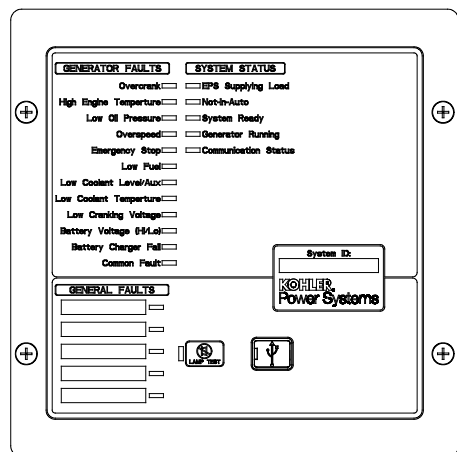 GENERATOR FAULTS
Overcrank
High Engine Temperture
Low Oil Pressure
Overspeed
Emergency Stop
Low Fuel
Low Coolant Level/Aux
Low Coolant Temperture
Low Cranking Voltage
Battery Voltage (Hi/Lo)
Battery Charger Fail
Common Fault
SYSTEM STATUS
EPS Supplying Load
Not-In-Auto
System Ready
Generator Running
Communication Status
System ID:
KOHLER
Power Systems
GENERAL FAULTS
LAMP TEST